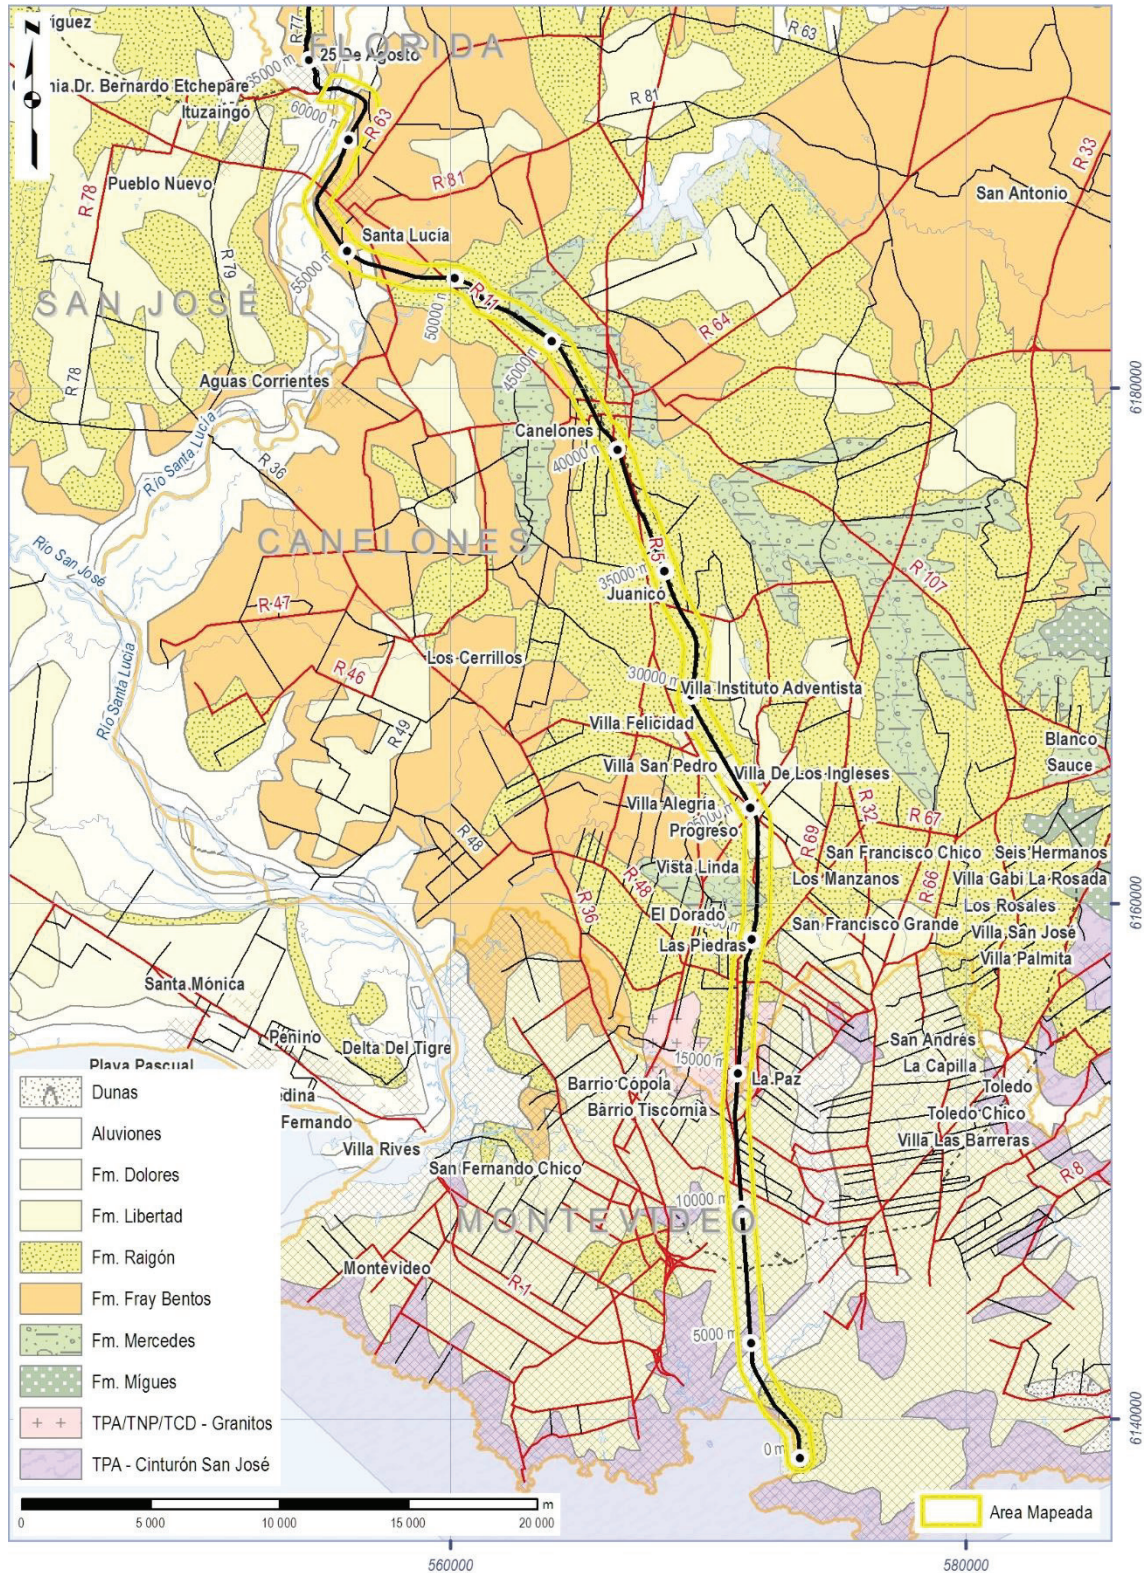 N
ríguez
R 77
FLORIDA
25 De Agosto
R 63
nia.Dr. Bernardo Etchepare
Ituzaingó
60000 m
R 63
R 81
R 33
Pueblo Nuevo
R 78
R 81
San Antonio
Santa Lucía
R 79
55000 m
SAN JOSÉ
50000 m
R 11
R 64
R 78
45000 m
Aguas Corrientes
6180000
Río Santa Lucía
R 36
Canelones
40000 m
CANELONES
Río San José
R 5
35000 m
Juanicó
R 107
R 47
Los Cerrillos
R 46
30000 m
Villa Instituto Adventista
Río Santa Lucía
R 49
Villa Felicidad
Blanco
Sauce
Villa San Pedro
Villa De Los Ingleses
Villa Alegría
Progreso
R 32
R 67
R 48
R 69
Vista Linda
San Francisco Chico
Seis Hermanos
R 48
Los Manzanos
R 66
Villa Gabi La Rosada
R 36
Los Rosales
6160000
El Dorado
San Francisco Grande
Villa San José
Las Piedras
Villa Palmita
Santa Mónica
Penino
Delta Del Tigre
San Andrés
La Capilla
Playa Pascual
15000 m
La Paz
Barrio Cópola
Toledo
Barrio Tiscornia
Toledo Chico
Fernando
Villa Rives
Villa Las Barreras
San Fernando Chico
R 8
10000 m
MONTEVIDEO
Montevideo
R 1
5000 m
0 m
6140000
Dunas
Aluviones
Fm. Dolores
Fm. Libertad
Fm. Raigón
Fm. Fray Bentos
Fm. Mercedes
Fm. Migues
TPA/TNP/TCD - Granitos
TPA - Cinturón San José
m
0 5 000 10 000 15 000 20 000
Area Mapeada
560000 580000